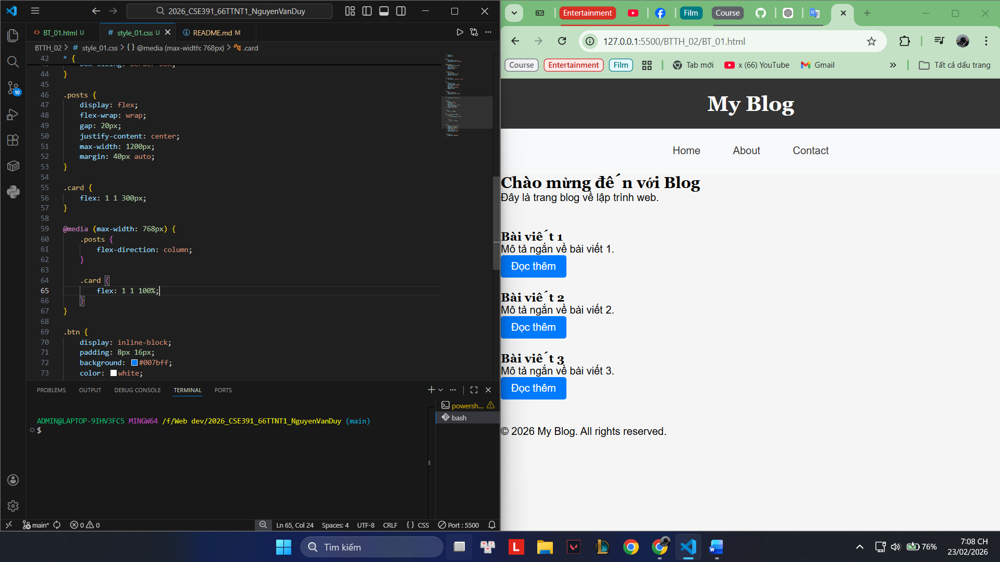 2026_CSE391_66TTNT1_NguyenVanDuy
BT_01.html U
# style_01.css U
README.md M
BTTH_02 > # style_01.css > { } @media (max-width: 768px) > .card
42 * {
43 box-sizing: border-box;
44 }
45
46 .posts {
47 display: flex;
48 flex-wrap: wrap;
49 gap: 20px;
50 justify-content: center;
51 max-width: 1200px;
52 margin: 40px auto;
53 }
54
55 .card {
56 flex: 1 1 300px;
57 }
58
59 @media (max-width: 768px) {
60 .posts {
61 flex-direction: column;
62 }
63
64 .card {
65 flex: 1 1 100%;
66 }
67 }
68
69 .btn {
70 display: inline-block;
71 padding: 8px 16px;
72 background: #007bff;
73 color: white;
PROBLEMS OUTPUT DEBUG CONSOLE TERMINAL PORTS
powersh...
bash
ADMIN@LAPTOP-9IHV3FC5 MINGW64 /f/Web dev/2026_CSE391_66TTNT1_NguyenVanDuy (main)
$
10
main* 0 0 Ln 65, Col 24 Spaces: 4 UTF-8 CRLF { } CSS Port : 5500
Entertainment Film Course
127.0.0.1:5500/BTTH_02/BT_01.html
Course Entertainment Film Tab mới x (66) YouTube Gmail » Tất cả dấu trang
My Blog
Home About Contact
Chào mừng đến với Blog
Đây là trang blog về lập trình web.
Bài viết 1
Mô tả ngắn về bài viết 1.
Đọc thêm
Bài viết 2
Mô tả ngắn về bài viết 2.
Đọc thêm
Bài viết 3
Mô tả ngắn về bài viết 3.
Đọc thêm
© 2026 My Blog. All rights reserved.
Tìm kiếm
76%
7:08 CH
23/02/2026